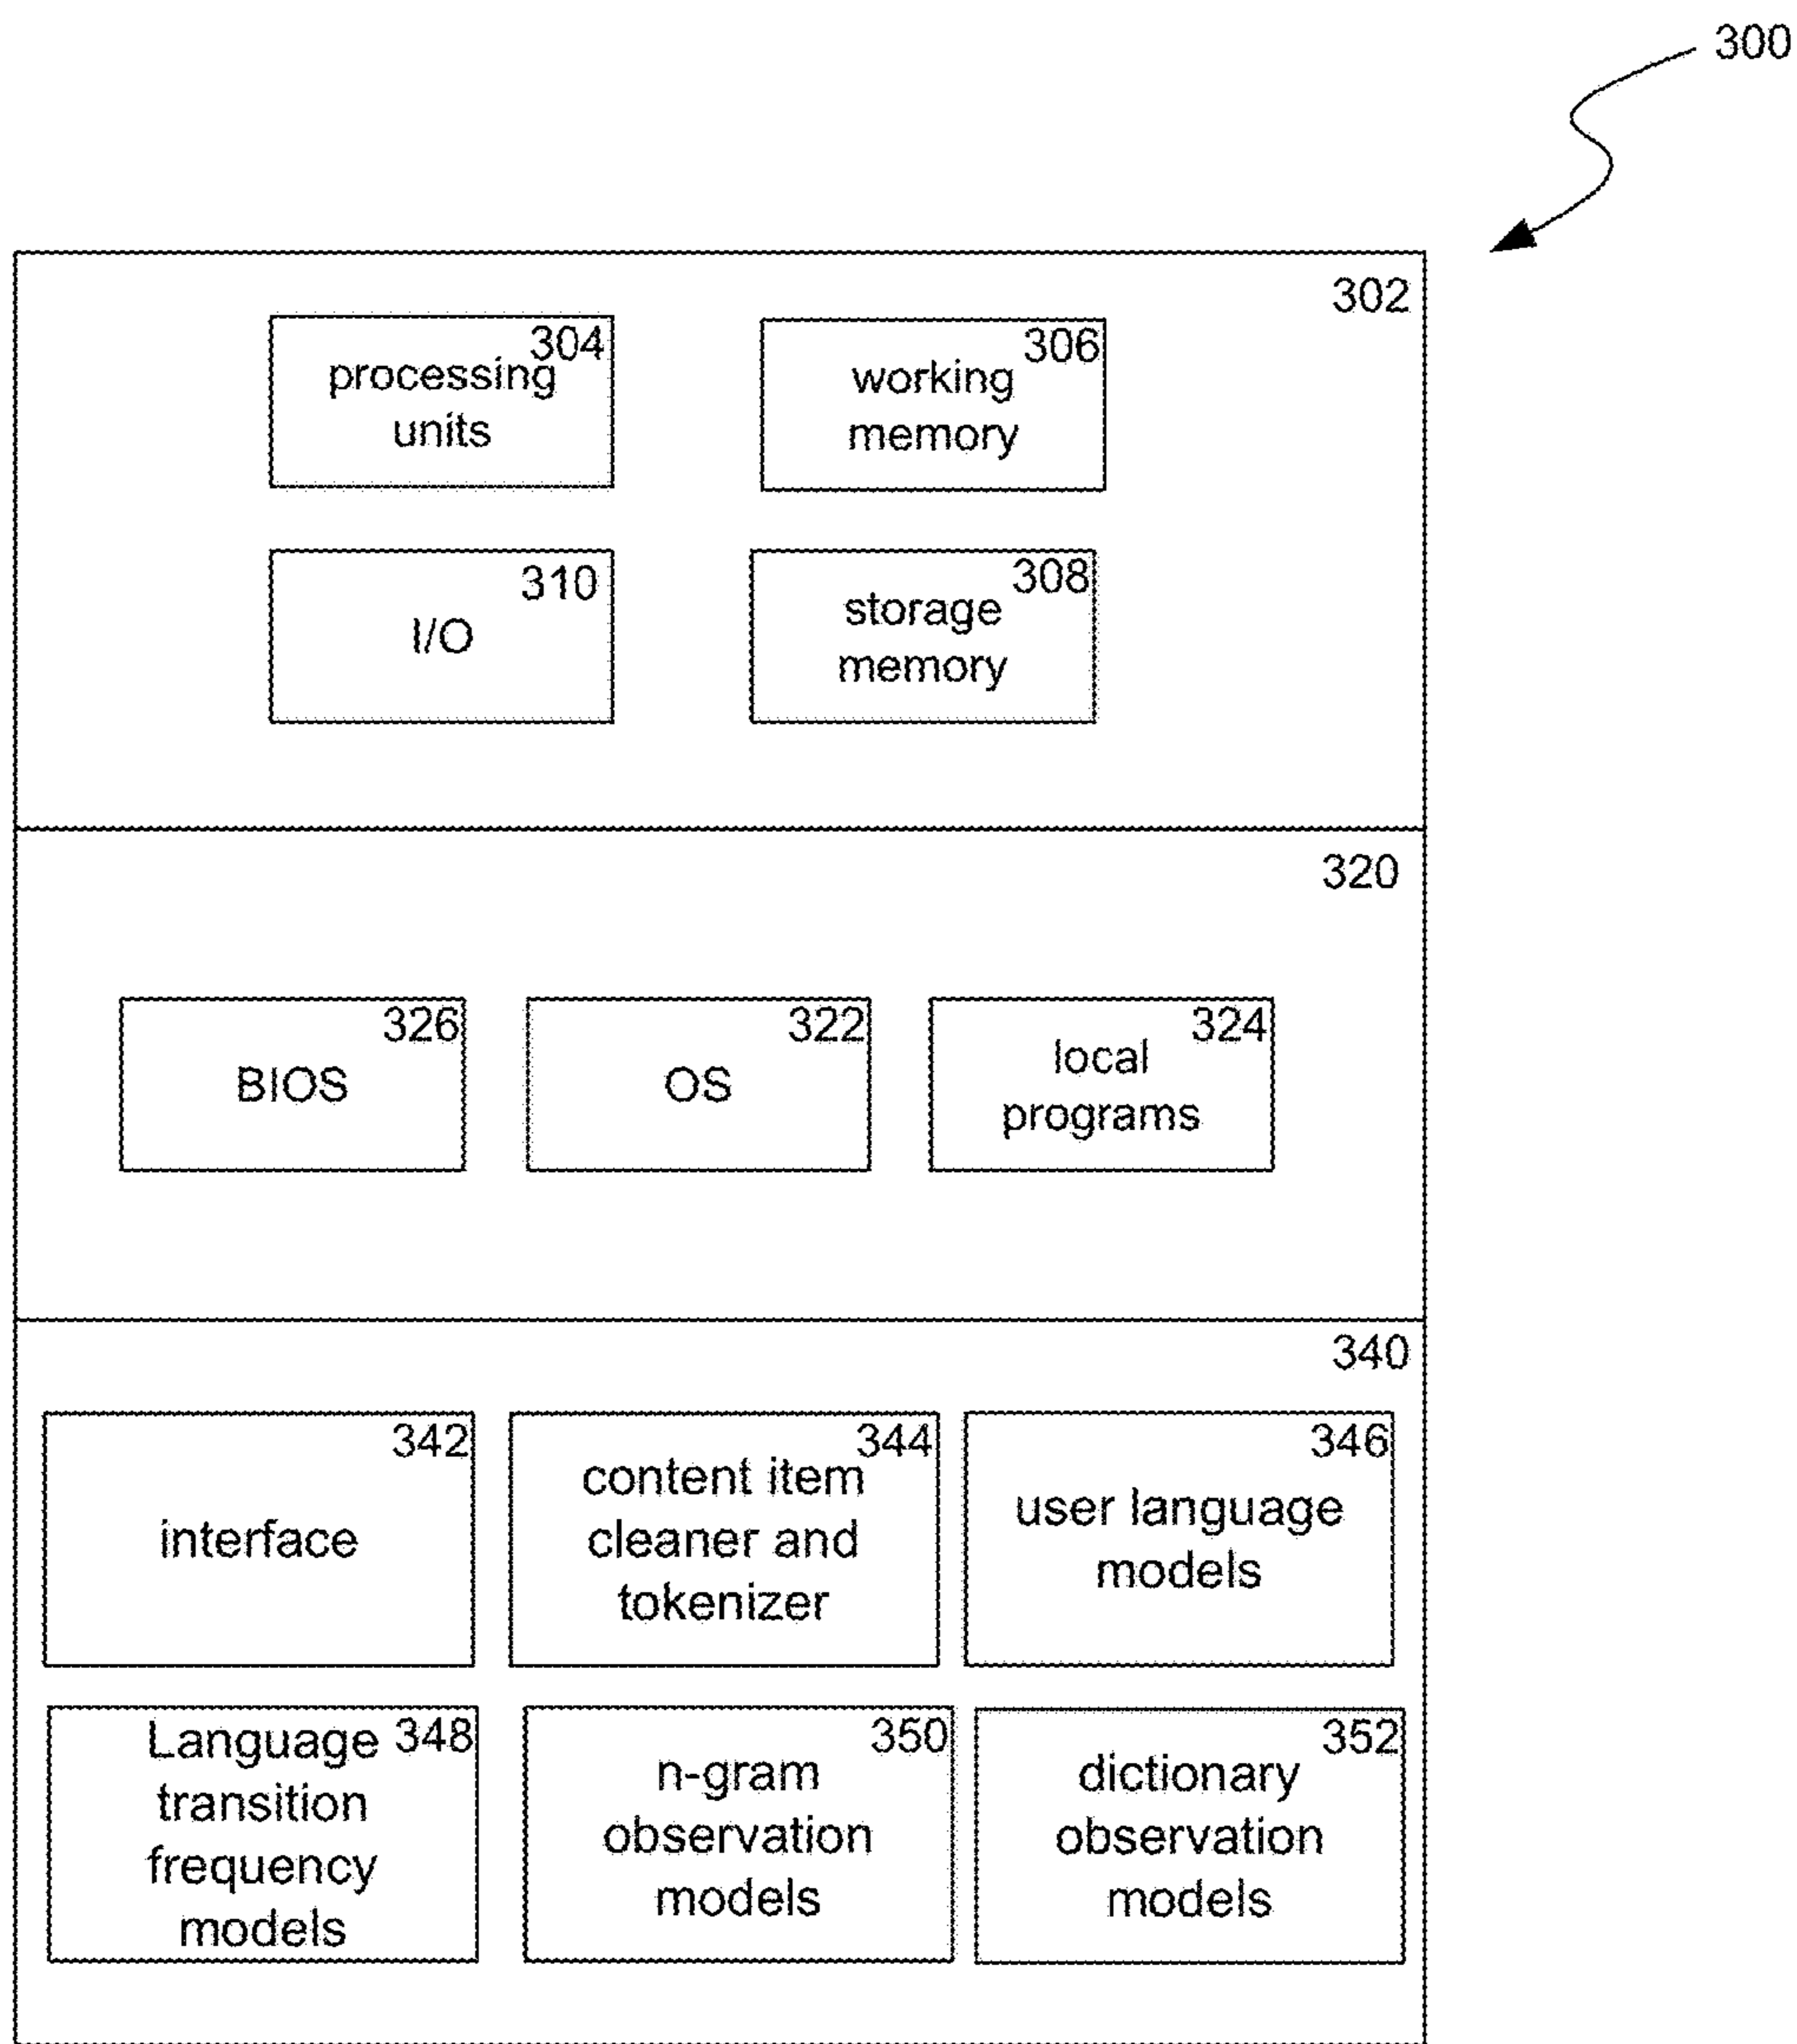 300
302
304
processing
units
306
working
memory
310
I/O
308
storage
memory
320
326
BIOS
322
OS
324
local
programs
340
342
interface
344
content item
cleaner and
tokenizer
346
user language
models
348
Language
transition
frequency
models
350
n-gram
observation
models
352
dictionary
observation
models